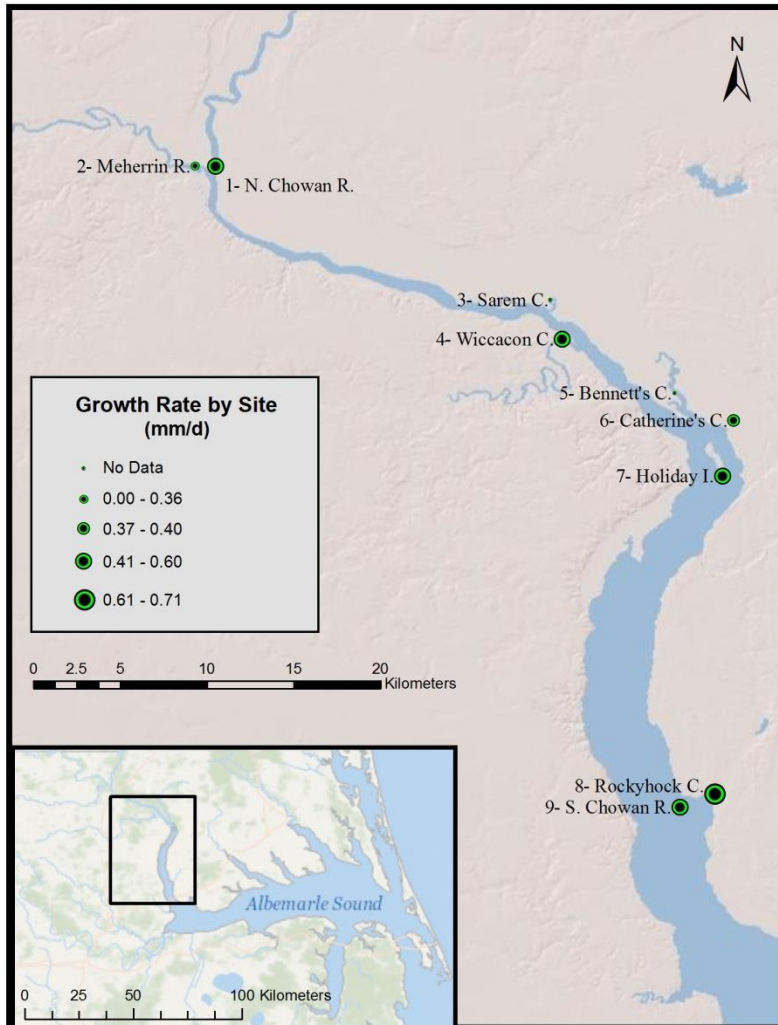 N
2- Meherrin R.
1- N. Chowan R.
3- Sarem C.
4- Wiccacon C.
5- Bennett's C.
6- Catherine's C.
7- Holiday I.
Growth Rate by Site
(mm/d)
No Data
0.00 - 0.36
0.37 - 0.40
0.41 - 0.60
0.61 - 0.71
0 2.5 5 10 15 20
Kilometers
8- Rockyhock C.
9- S. Chowan R.
Albemarle Sound
0 25 50 100 Kilometers